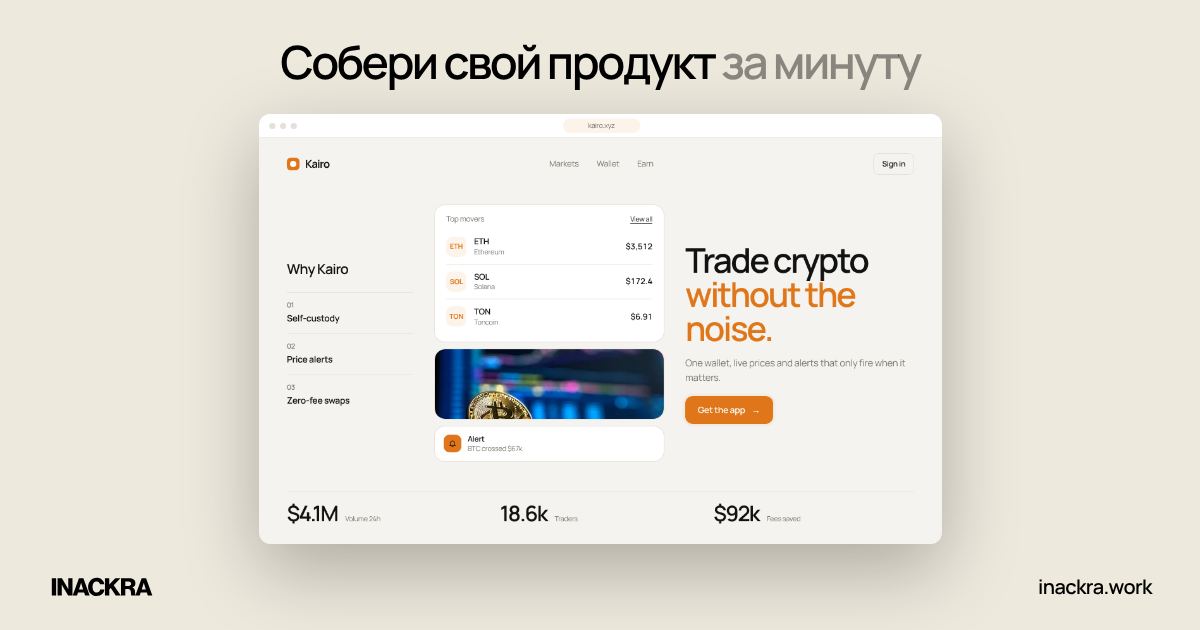 Собери свой продукт за минуту
kairo.xyz
Kairo
Markets Wallet Earn
Sign in
Why Kairo
01
Self-custody
02
Price alerts
03
Zero-fee swaps
Top movers View all
ETH ETH $3,512
Ethereum
SOL SOL $172.4
Solana
TON TON $6.91
Toncoin
Alert
BTC crossed $67k
Trade crypto
without the
noise.
One wallet, live prices and alerts that only fire when it
matters.
Get the app →
$4.1M Volume 24h
18.6k Traders
$92k Fees saved
INACKRA
inackra.work